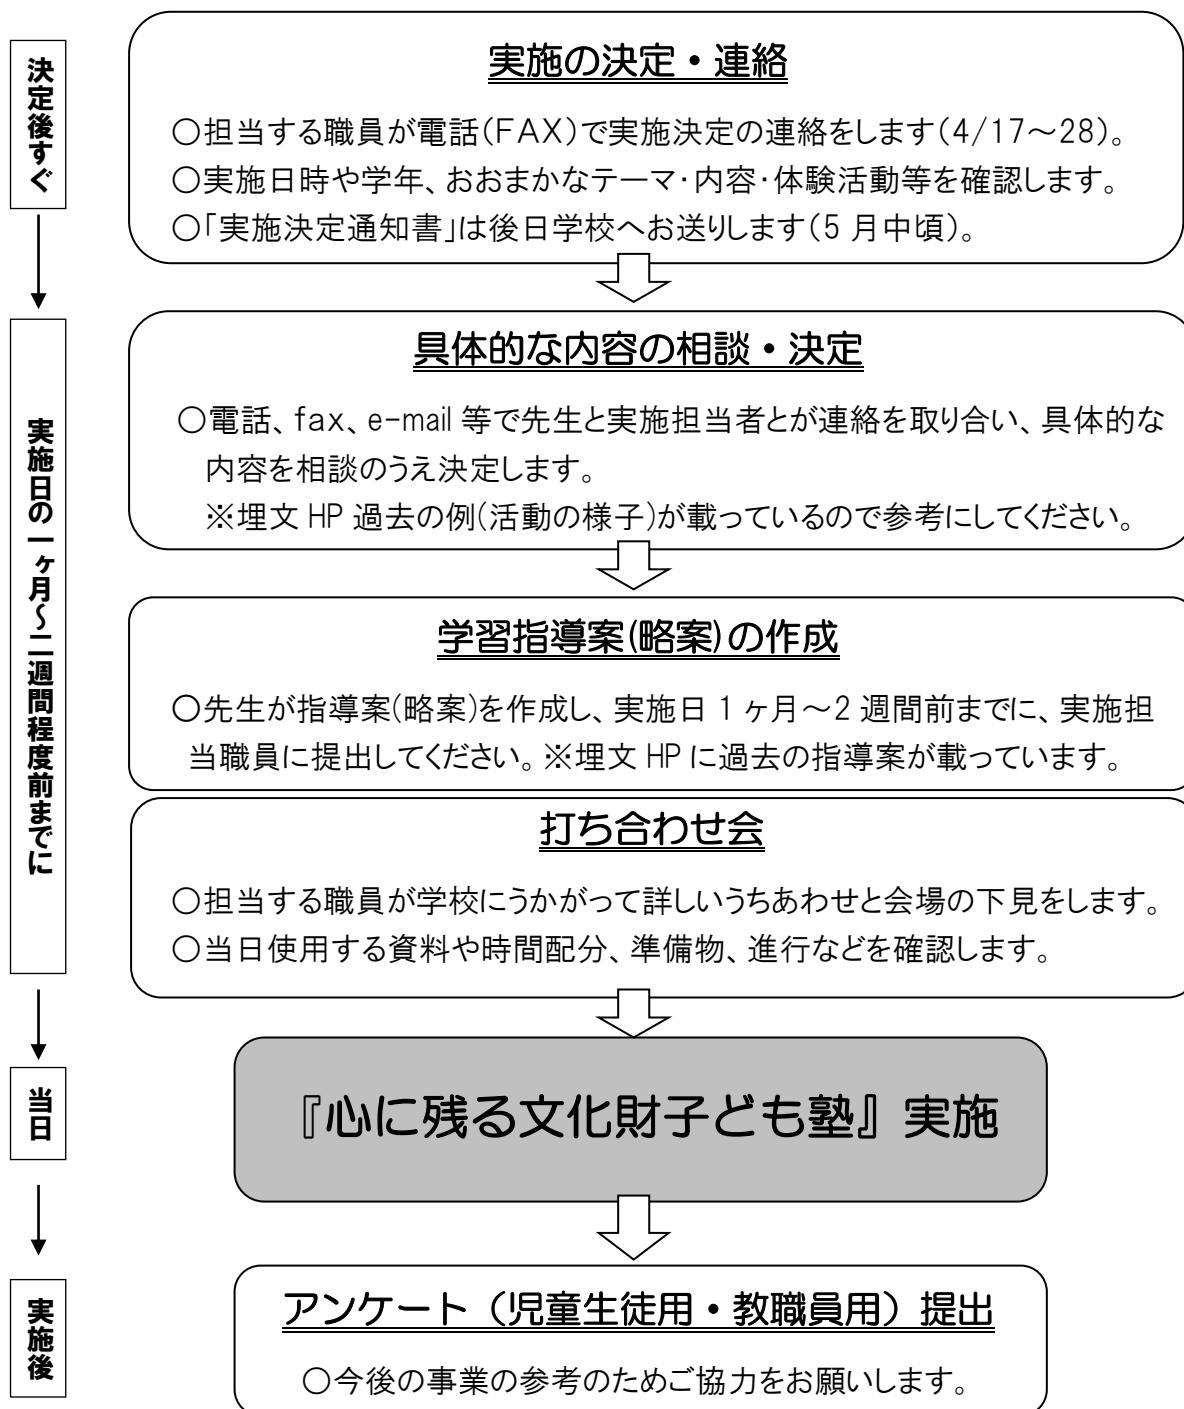 決定後すぐ
実施の決定・連絡
○担当する職員が電話(FAX)で実施決定の連絡をします(4/17~28)。
○実施日時や学年、おおまかなテーマ・内容・体験活動等を確認します。
○「実施決定通知書」は後日学校へお送りします(5 月中頃)。
実施日の一ヶ月~二週間程度前までに
具体的な内容の相談・決定
○電話、fax、e-mail 等で先生と実施担当者とが連絡を取り合い、具体的な
内容を相談のうえ決定します。
※埋文 HP 過去の例(活動の様子)が載っているので参考にしてください。
学習指導案(略案)の作成
○先生が指導案(略案)を作成し、実施日 1 ヶ月~2 週間前までに、実施担
当職員に提出してください。※埋文 HP に過去の指導案が載っています。
打ち合わせ会
○担当する職員が学校にうかがって詳しいうちあわせと会場の下見をします。
○当日使用する資料や時間配分、準備物、進行などを確認します。
当日
『心に残る文化財子ども塾』実施
実施後
アンケート(児童生徒用・教職員用)提出
○今後の事業の参考のためご協力をお願いします。